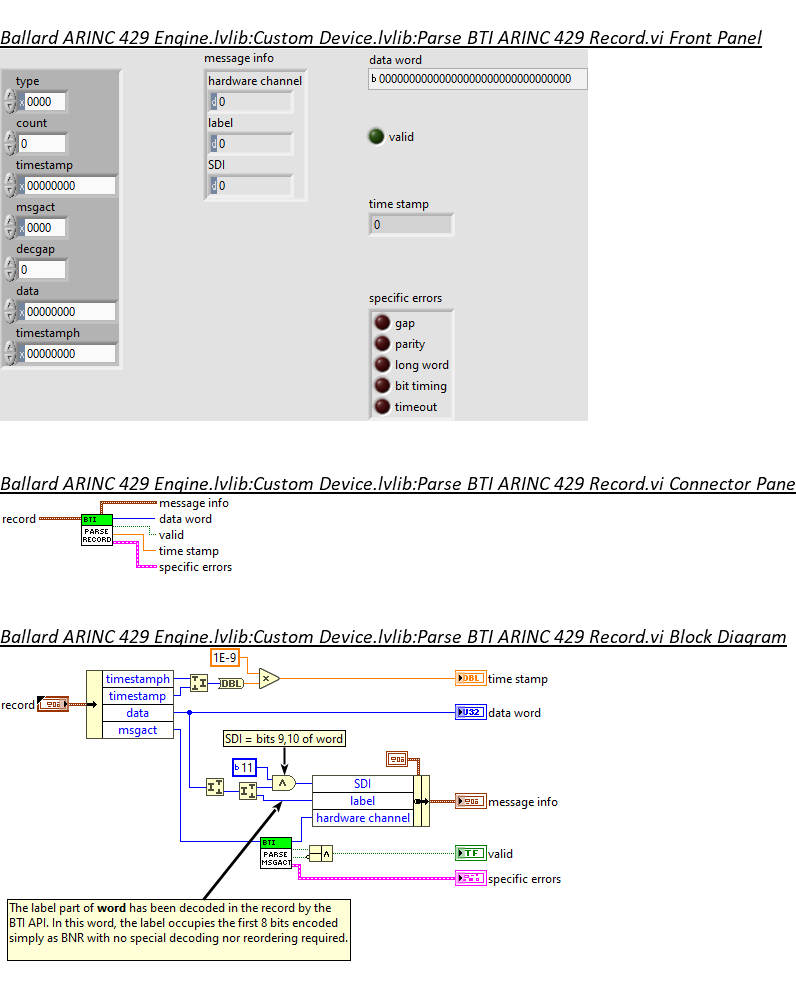 Ballard ARINC 429 Engine.lvlib:Custom Device.lvlib:Parse BTI ARINC 429 Record.vi Front Panel
type
x 0000
count
0
timestamp
x 00000000
msgact
x 0000
decgap
0
data
x 00000000
timestamph
x 00000000
message info
hardware channel
d 0
label
d 0
SDI
d 0
data word
b 00000000000000000000000000000000
valid
time stamp
0
specific errors
gap
parity
long word
bit timing
timeout
Ballard ARINC 429 Engine.lvlib:Custom Device.lvlib:Parse BTI ARINC 429 Record.vi Connector Pane
record
BTI
PARSE
RECORD
message info
data word
valid
time stamp
specific errors
Ballard ARINC 429 Engine.lvlib:Custom Device.lvlib:Parse BTI ARINC 429 Record.vi Block Diagram
record
timestamph
timestamp
data
msgact
1E-9
DBL
DBL
time stamp
U32
data word
SDI = bits 9,10 of word
b 11
SDI
label
hardware channel
message info
BTI
PARSE
MSGACT
TF
valid
specific errors
The label part of word has been decoded in the record by the
BTI API. In this word, the label occupies the first 8 bits encoded
simply as BNR with no special decoding nor reordering required.